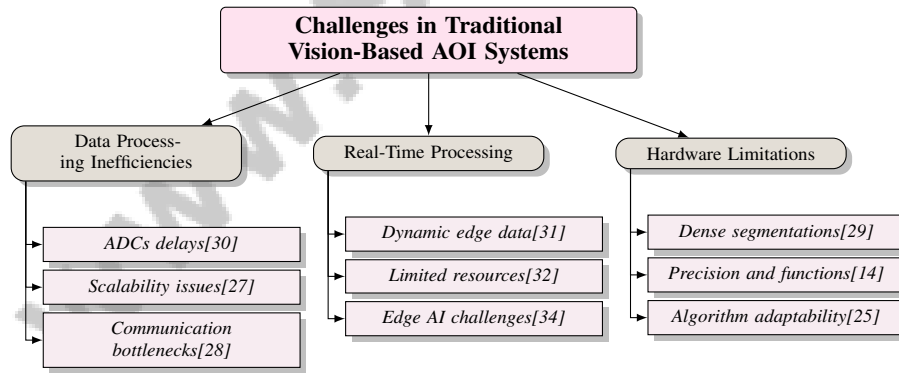 Challenges in Traditional
Vision-Based AOI Systems
Data Process-
ing Inefficiencies
Real-Time Processing
Hardware Limitations
ADCs delays[30]
Scalability issues[27]
Communication
bottlenecks[28]
Dynamic edge data[31]
Limited resources[32]
Edge AI challenges[34]
Dense segmentations[29]
Precision and functions[14]
Algorithm adaptability[25]
www.